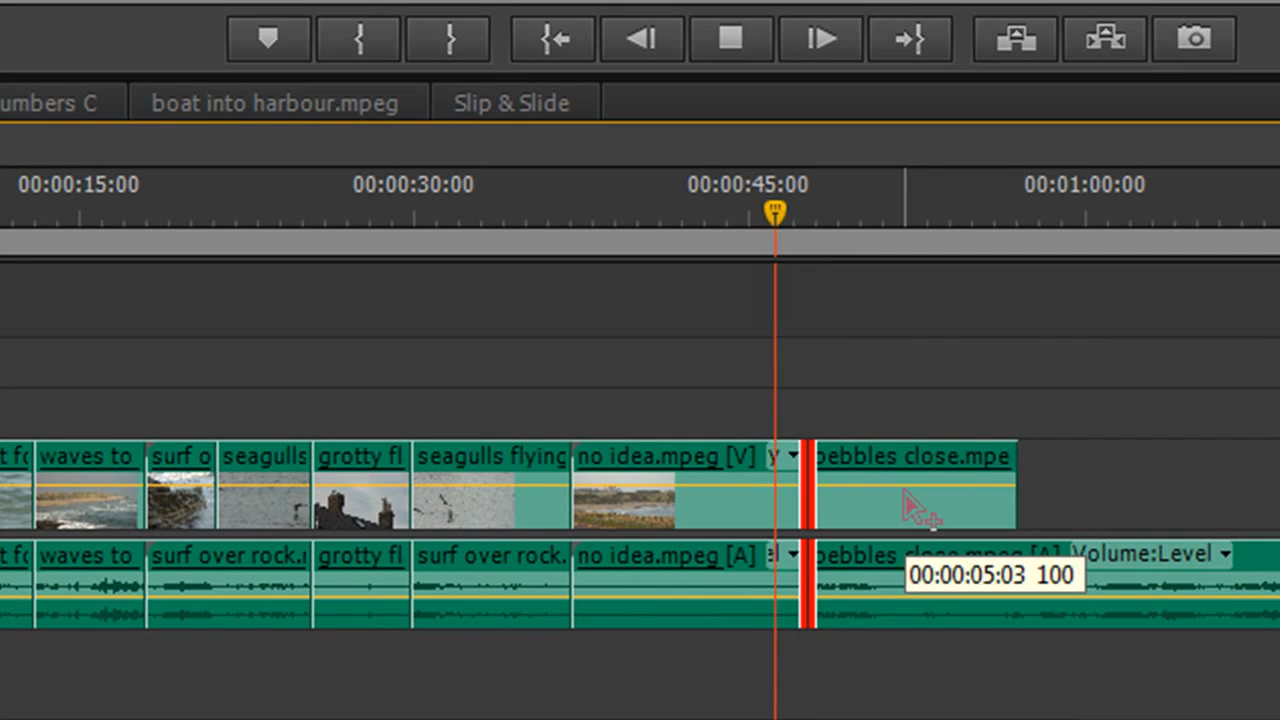 umbers C boat into harbour.mpeg Slip & Slide
00:00:15:00 00:00:30:00 00:00:45:00 00:01:00:00
t fo waves to surf o seagulls grotty fl seagulls flying no idea.mpeg [V] y pebbles close.mpe
t fo waves to surf over rock.r grotty fl surf over rock. no idea.mpeg [A] el pebbles close.mpeg [A] Volume:Level
00:00:05:03 100